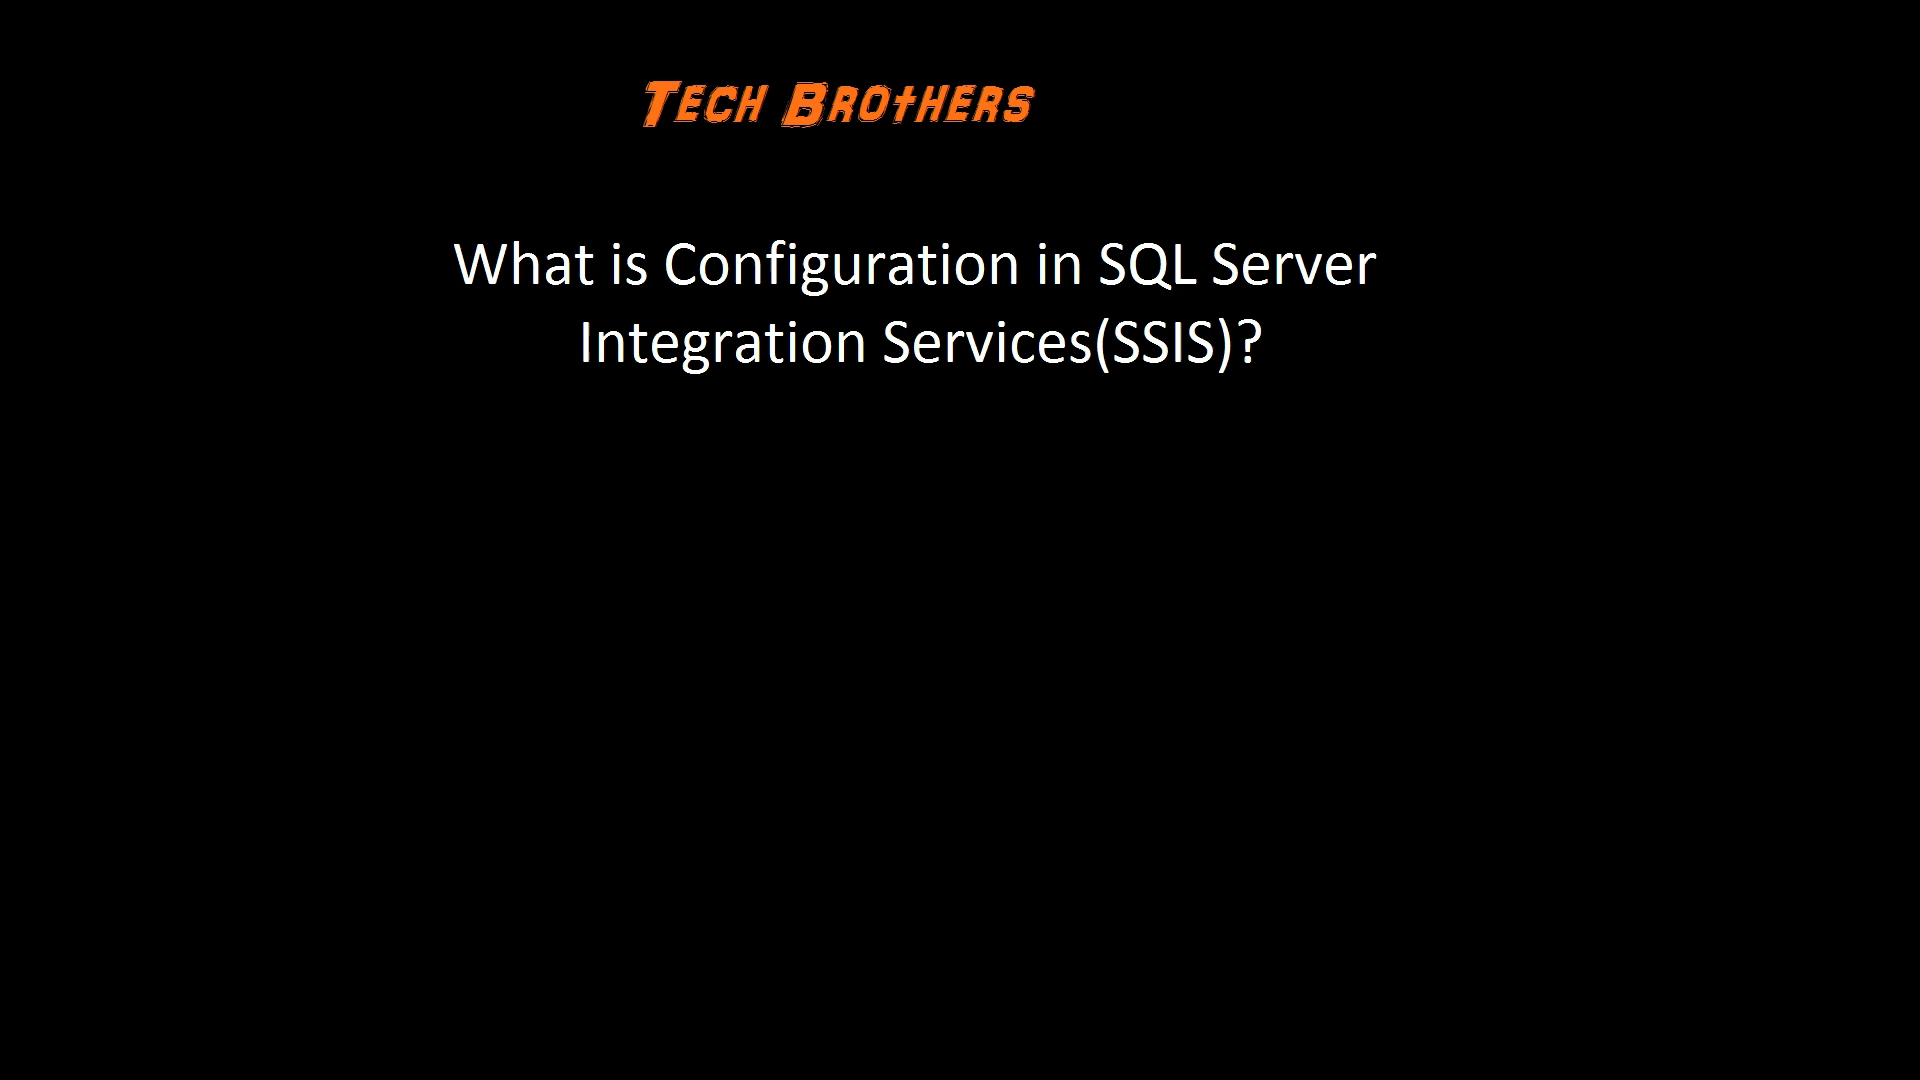 Tech Brothers
What is Configuration in SQL Server
Integration Services(SSIS)?